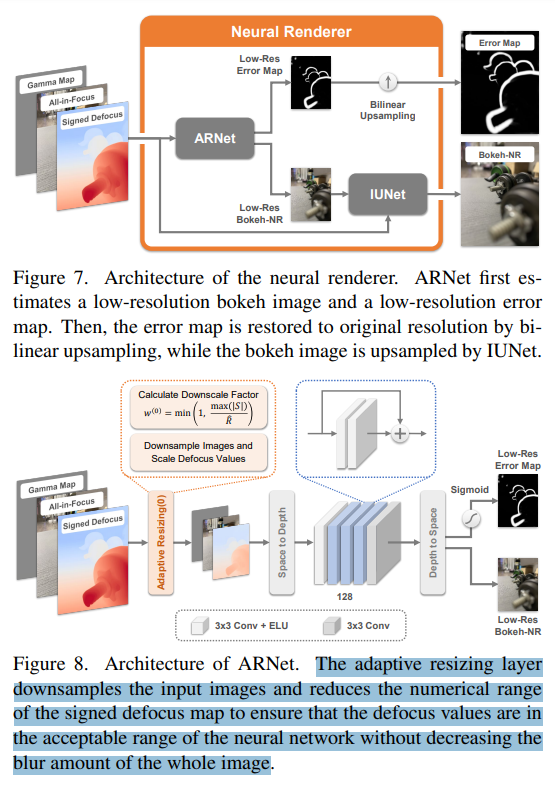 Neural Renderer
Gamma Map
All-in-Focus
Signed Defocus
ARNet
Low-Res
Error Map
Bilinear
Upsampling
Error Map
Low-Res
Bokeh-NR
IUNet
Bokeh-NR
Figure 7. Architecture of the neural renderer. ARNet first es-
timates a low-resolution bokeh image and a low-resolution error
map. Then, the error map is restored to original resolution by bi-
linear upsampling, while the bokeh image is upsampled by IUNet.
Calculate Downscale Factor
w^(0) = min(1, max(|S|)/R̄)
Downsample Images and
Scale Defocus Values
Gamma Map
All-in-Focus
Signed Defocus
Adaptive Resizing(0)
Space to Depth
128
Depth to Space
Sigmoid
Low-Res
Error Map
Low-Res
Bokeh-NR
3x3 Conv + ELU
3x3 Conv
Figure 8. Architecture of ARNet. The adaptive resizing layer
downsamples the input images and reduces the numerical range
of the signed defocus map to ensure that the defocus values are in
the acceptable range of the neural network without decreasing the
blur amount of the whole image.